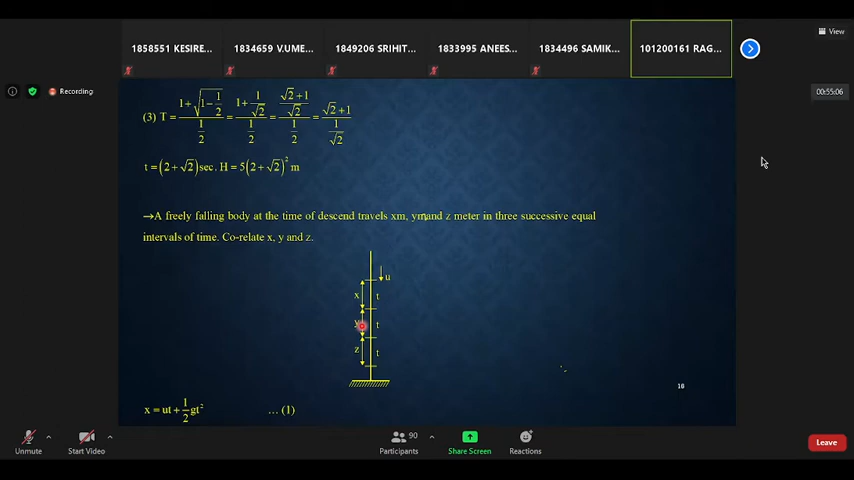 View
1858551 KESIRE...
1834659 V.UME...
1849206 SRIHIT...
1833995 ANEES...
1834496 SAMIK...
101200161 RAG...
Recording
00:55:06
(3) T = (1+√(1-1/2))/(1/2) = (1+1/√2)/(1/2) = ((√2+1)/√2)/(1/2) = (√2+1)/(1/√2)
t = (2+√2) sec. H = 5(2+√2)² m
→A freely falling body at the time of descend travels xm, ym and z meter in three successive equal
intervals of time. Co-relate x, y and z.
u
x t
t
z t
10
x = ut + 1/2 gt² ... (1)
Unmute
Start Video
90
Participants
Share Screen
Reactions
Leave